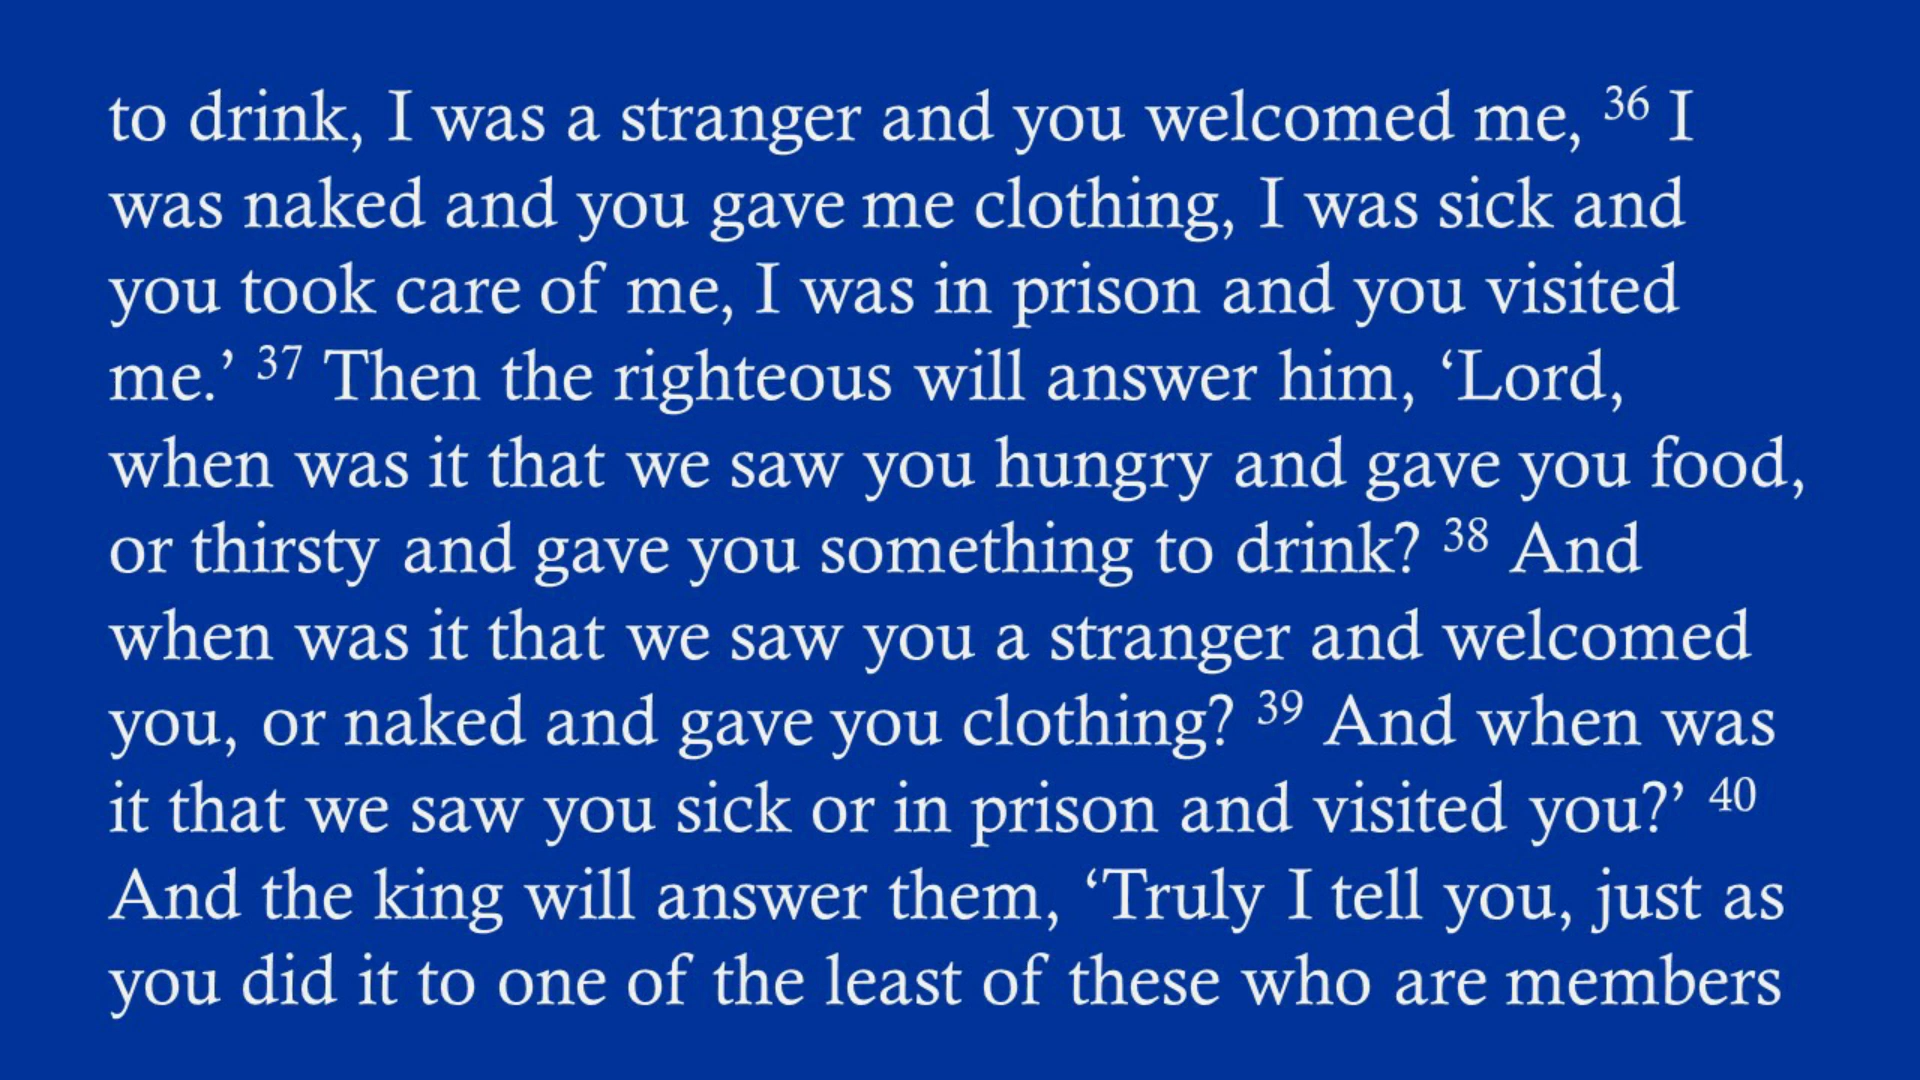 to drink, I was a stranger and you welcomed me, 36 I
was naked and you gave me clothing, I was sick and
you took care of me, I was in prison and you visited
me.’ 37 Then the righteous will answer him, ‘Lord,
when was it that we saw you hungry and gave you food,
or thirsty and gave you something to drink? 38 And
when was it that we saw you a stranger and welcomed
you, or naked and gave you clothing? 39 And when was
it that we saw you sick or in prison and visited you?’ 40
And the king will answer them, ‘Truly I tell you, just as
you did it to one of the least of these who are members